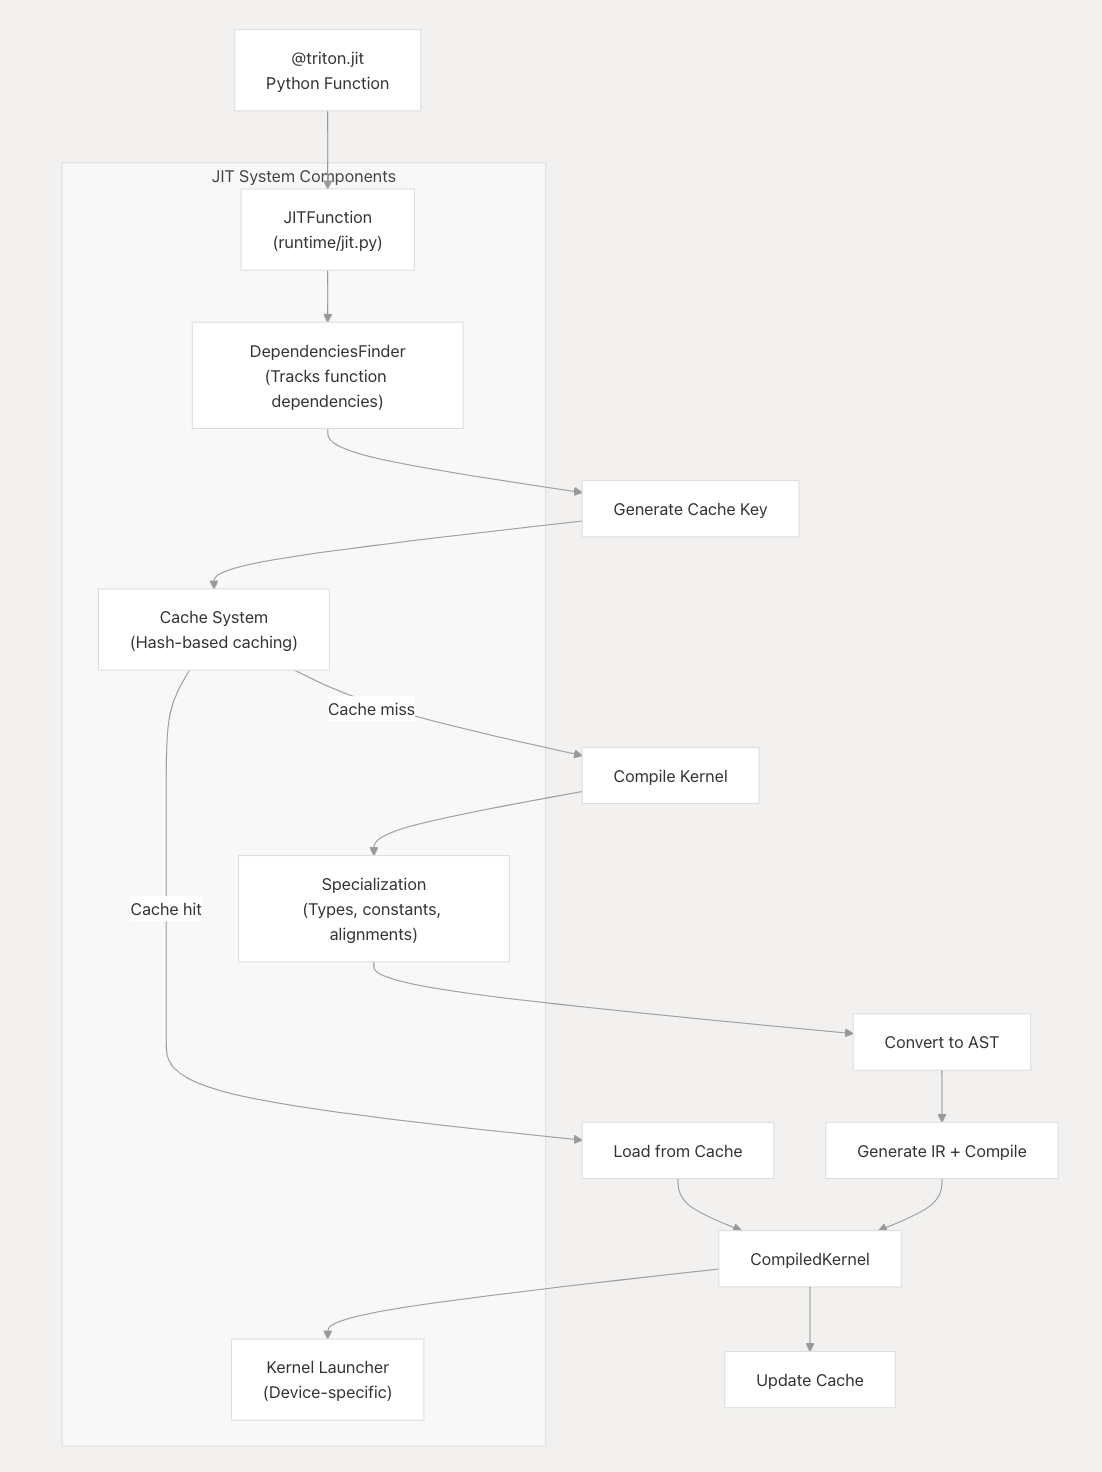 @triton.jit
Python Function
JIT System Components
JITFunction
(runtime/jit.py)
DependenciesFinder
(Tracks function
dependencies)
Generate Cache Key
Cache System
(Hash-based caching)
Cache miss
Compile Kernel
Specialization
(Types, constants,
alignments)
Cache hit
Convert to AST
Load from Cache
Generate IR + Compile
CompiledKernel
Kernel Launcher
(Device-specific)
Update Cache